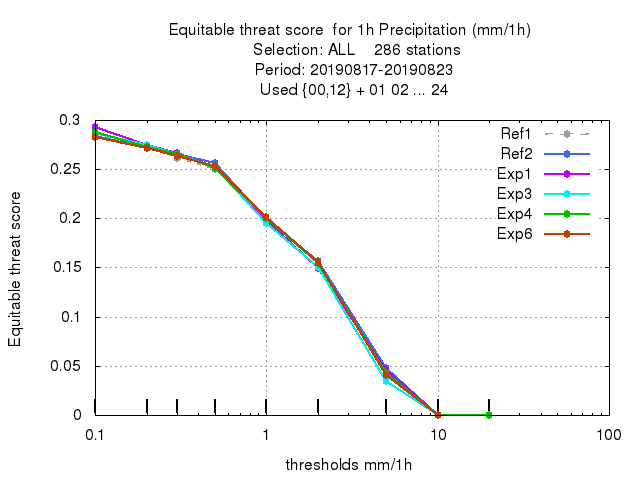 Equitable threat score  for 1h Precipitation (mm/1h)
Selection: ALL    286 stations
Period: 20190817-20190823
Used {00,12} + 01 02 ... 24
0.3
0.25
0.2
0.15
0.1
0.05
0
Equitable threat score
Ref1
Ref2
Exp1
Exp3
Exp4
Exp6
0.1 1 10 100
thresholds mm/1h